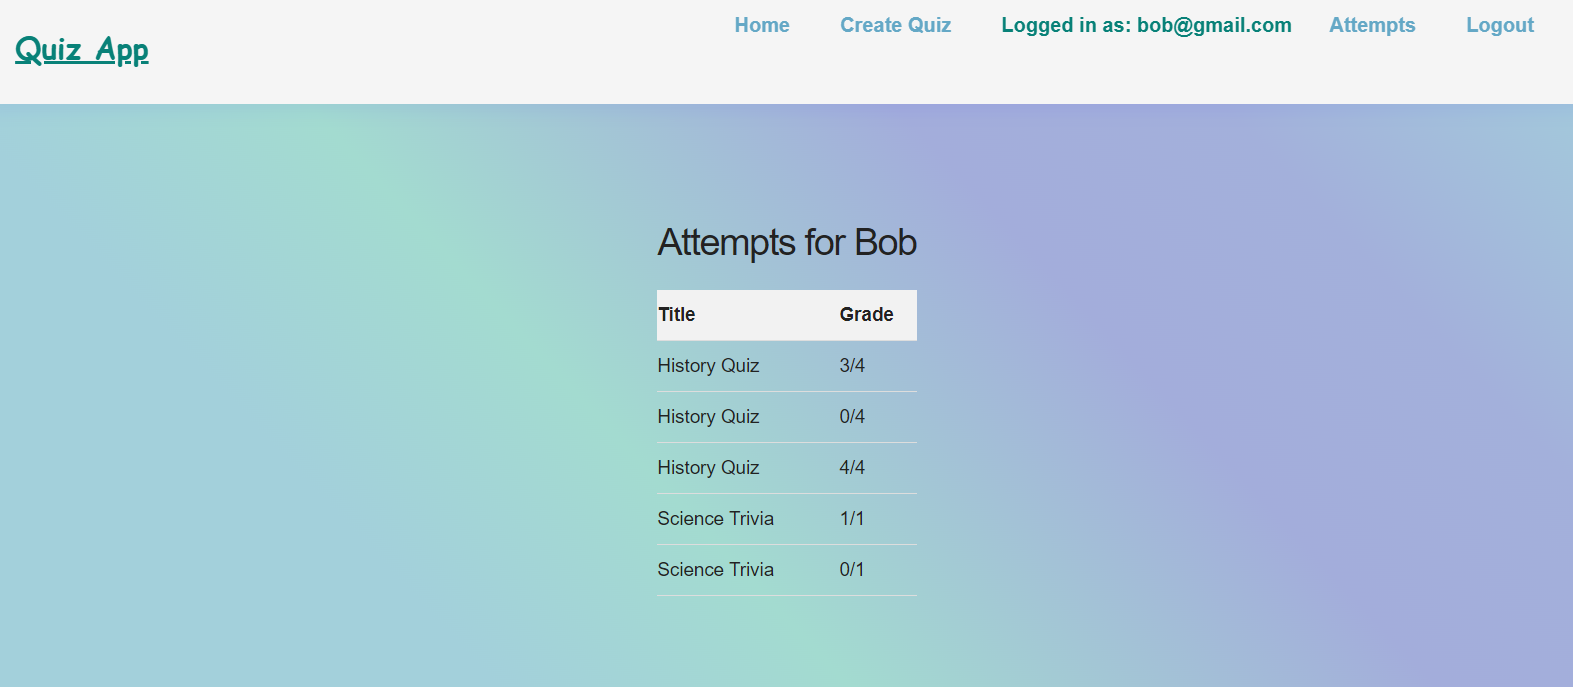 Quiz App
Home Create Quiz Logged in as: bob@gmail.com Attempts Logout
Attempts for Bob
Title Grade
History Quiz 3/4
History Quiz 0/4
History Quiz 4/4
Science Trivia 1/1
Science Trivia 0/1